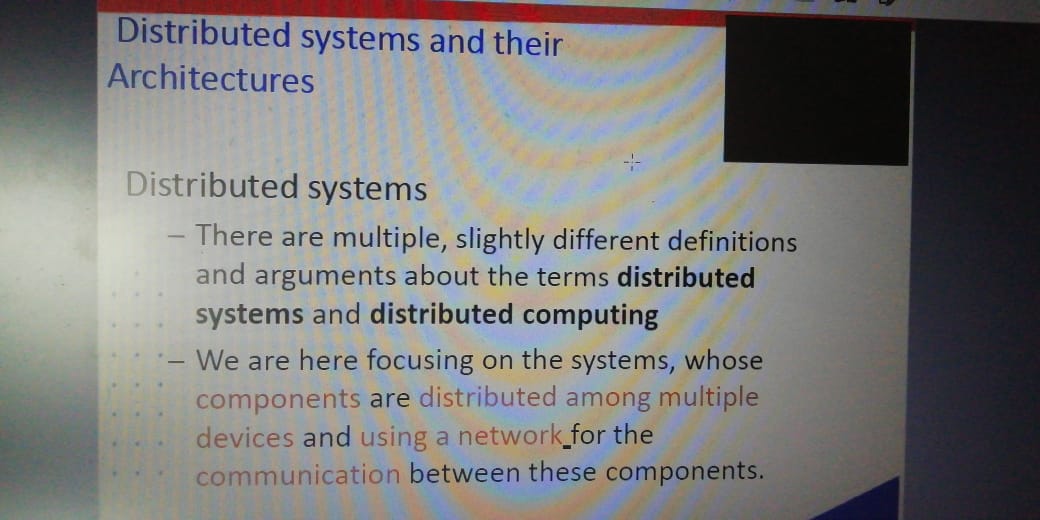 Distributed systems and their
Architectures
Distributed systems
– There are multiple, slightly different definitions
and arguments about the terms distributed
systems and distributed computing
– We are here focusing on the systems, whose
components are distributed among multiple
devices and using a network for the
communication between these components.